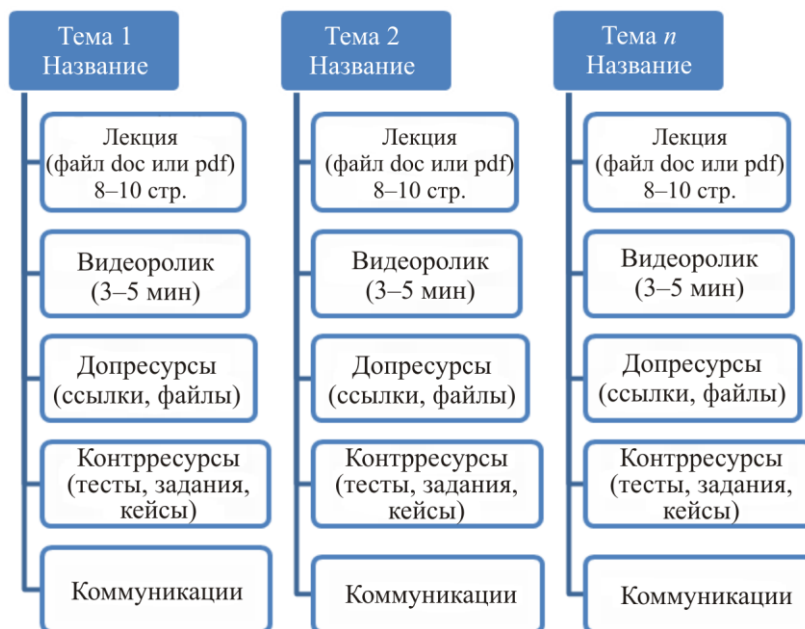 Тема 1
Название
Лекция
(файл doc или pdf)
8–10 стр.
Видеоролик
(3–5 мин)
Допресурсы
(ссылки, файлы)
Контрресурсы
(тесты, задания,
кейсы)
Коммуникации
Тема 2
Название
Лекция
(файл doc или pdf)
8–10 стр.
Видеоролик
(3–5 мин)
Допресурсы
(ссылки, файлы)
Контрресурсы
(тесты, задания,
кейсы)
Коммуникации
Тема n
Название
Лекция
(файл doc или pdf)
8–10 стр.
Видеоролик
(3–5 мин)
Допресурсы
(ссылки, файлы)
Контрресурсы
(тесты, задания,
кейсы)
Коммуникации